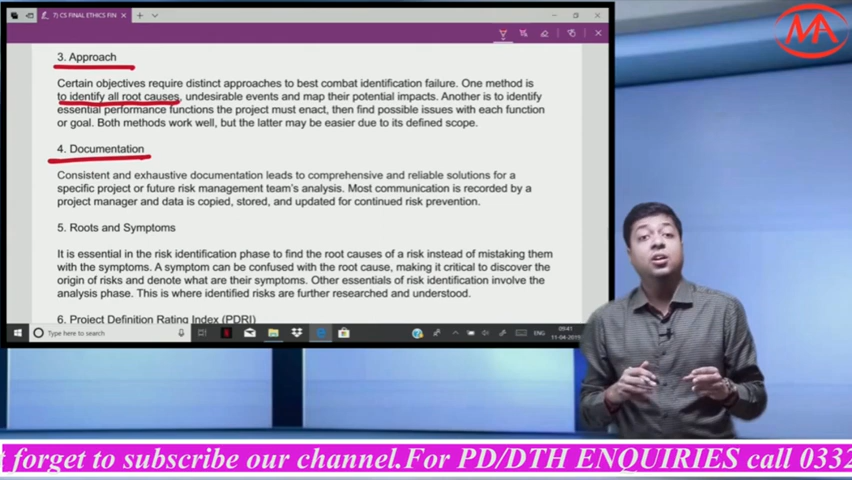 7) CS FINAL ETHICS FIN
MA
3. Approach
Certain objectives require distinct approaches to best combat identification failure. One method is
to identify all root causes, undesirable events and map their potential impacts. Another is to identify
essential performance functions the project must enact, then find possible issues with each function
or goal. Both methods work well, but the latter may be easier due to its defined scope.
4. Documentation
Consistent and exhaustive documentation leads to comprehensive and reliable solutions for a
specific project or future risk management team's analysis. Most communication is recorded by a
project manager and data is copied, stored, and updated for continued risk prevention.
5. Roots and Symptoms
It is essential in the risk identification phase to find the root causes of a risk instead of mistaking them
with the symptoms. A symptom can be confused with the root cause, making it critical to discover the
origin of risks and denote what are their symptoms. Other essentials of risk identification involve the
analysis phase. This is where identified risks are further researched and understood.
6. Project Definition Rating Index (PDRI)
Type here to search
ENG
09:41
11-04-2019
t forget to subscribe our channel.For PD/DTH ENQUIRIES call 0332